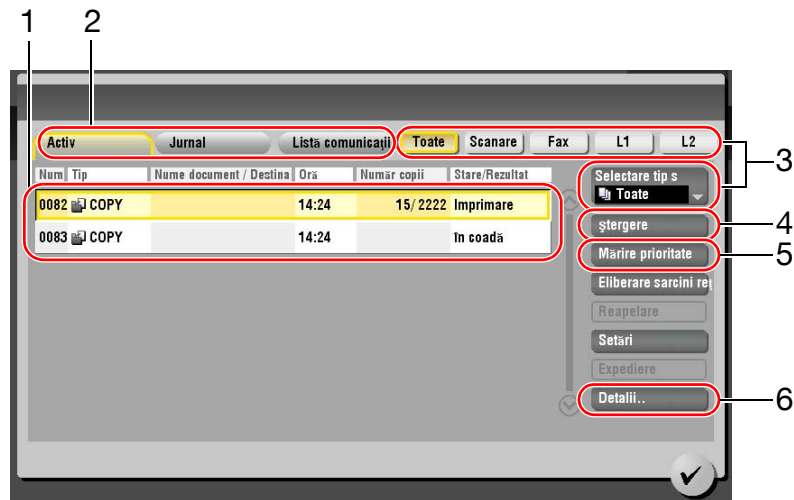 1 2
Activ Jurnal Listă comunicații Toate Scanare Fax L1 L2
3
Num Tip Nume document / Destina Oră Număr copii Stare/Rezultat
Selectare tip s
Toate
0082 COPY 14:24 15/2222 Imprimare
ștergere
4
0083 COPY 14:24 în coadă
Mărire prioritate
5
Eliberare sarcini re
Reapelare
Setări
Expediere
Detalii..
6